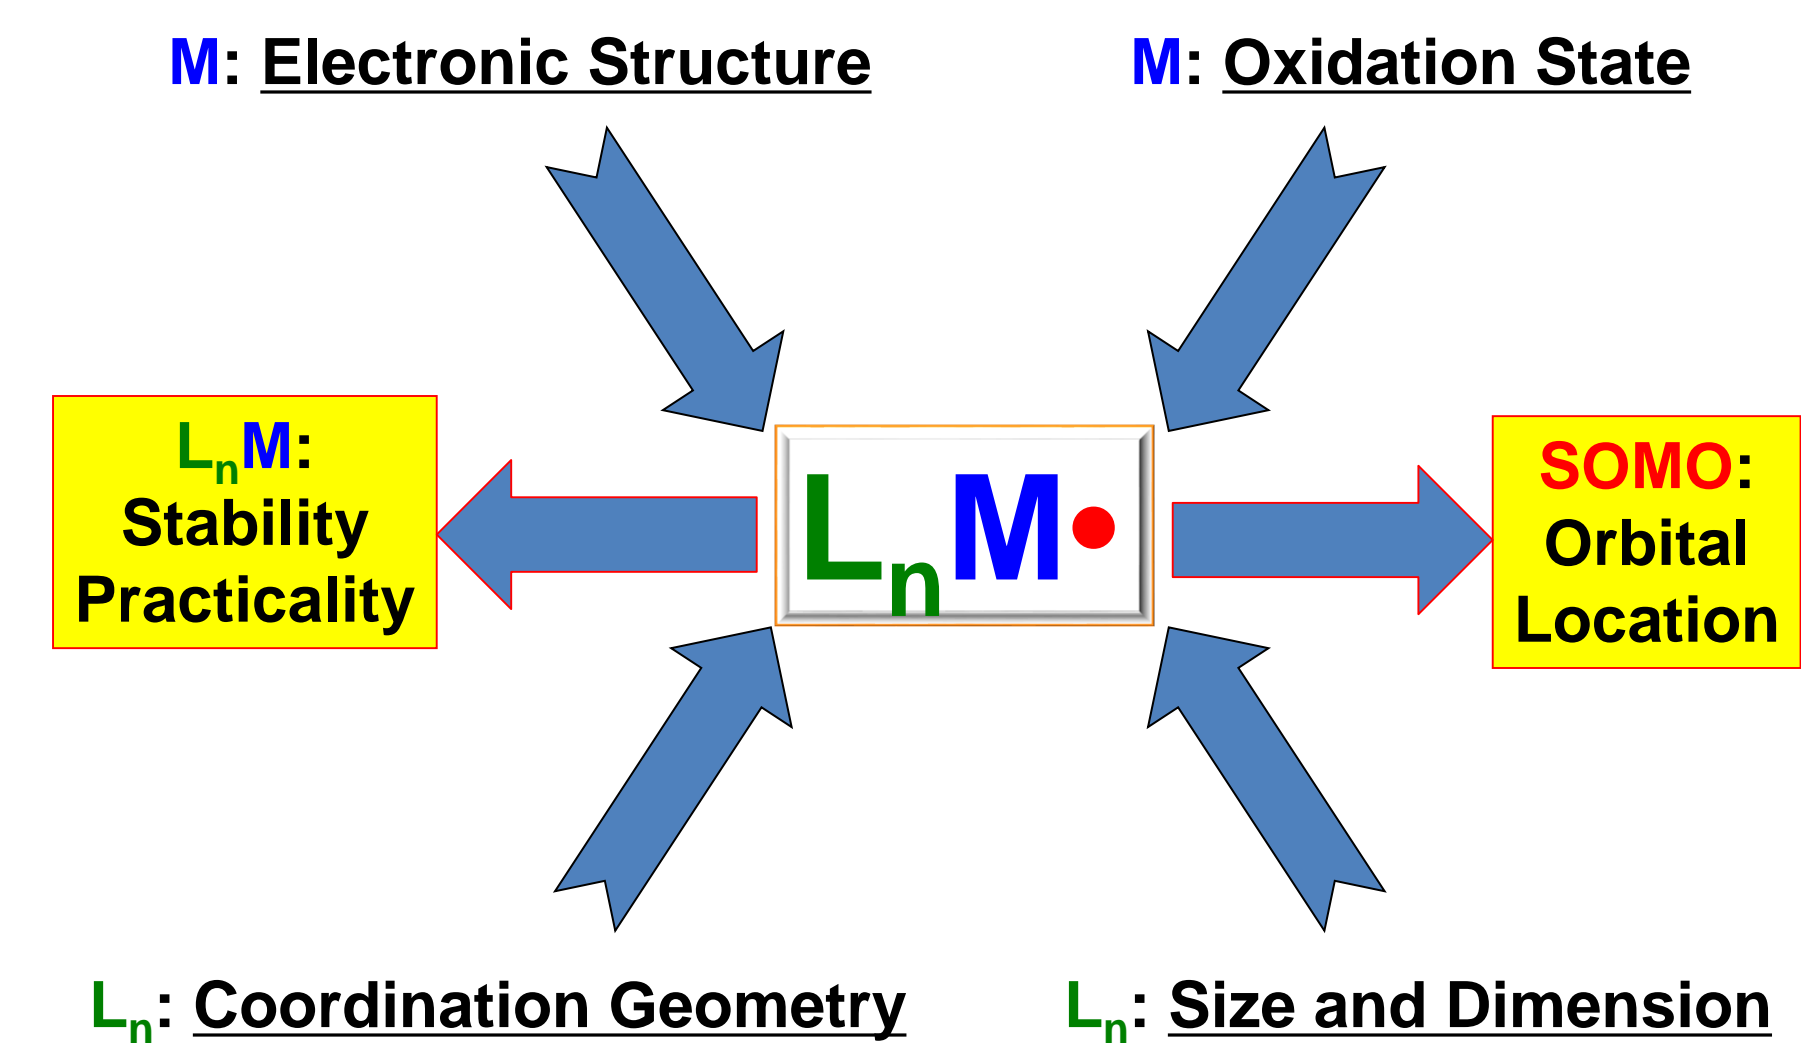 M: Electronic Structure
M: Oxidation State
LₙM:
Stability
Practicality
LₙM•
SOMO:
Orbital
Location
Lₙ: Coordination Geometry
Lₙ: Size and Dimension